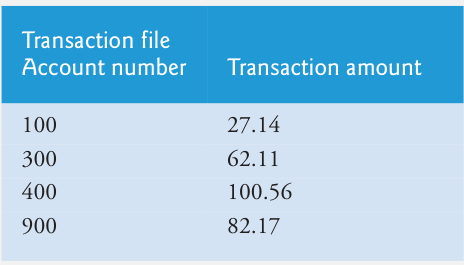 Transaction file
Account number Transaction amount
100 27.14
300 62.11
400 100.56
900 82.17